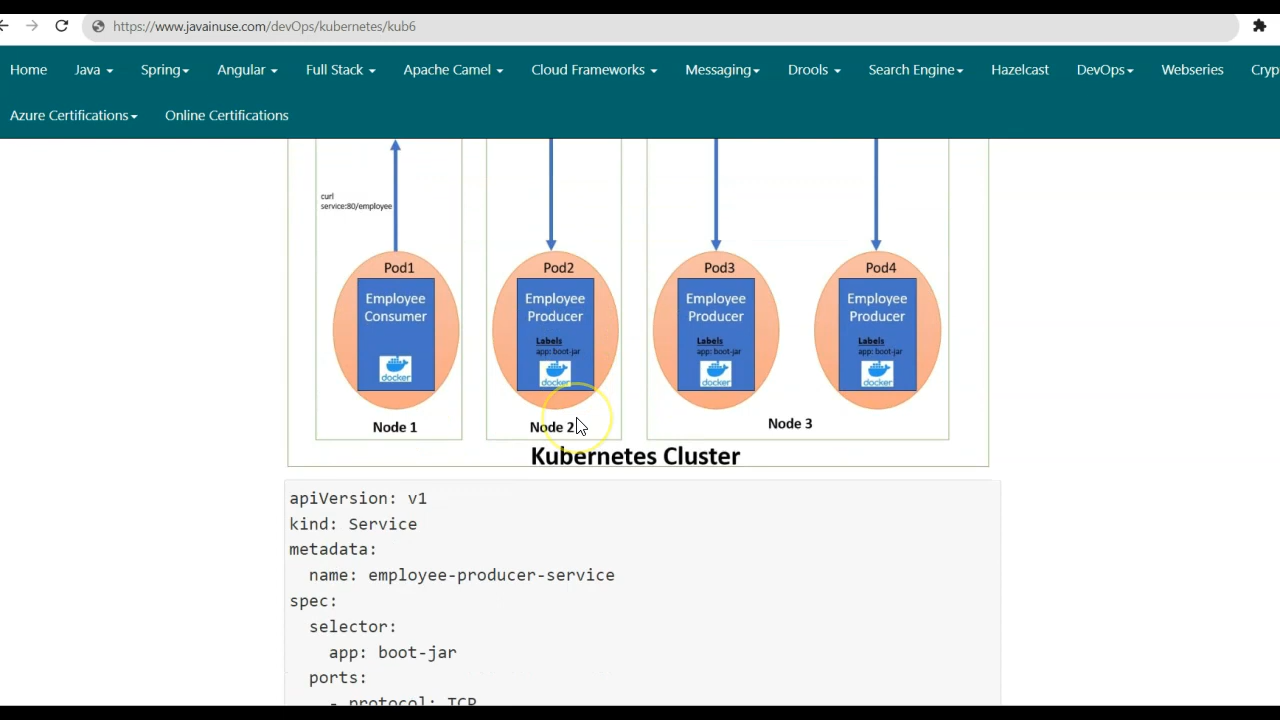 https://www.javainuse.com/devOps/kubernetes/kub6
Home Java Spring Angular Full Stack Apache Camel Cloud Frameworks Messaging Drools Search Engine Hazelcast DevOps Webseries Cryp
Azure Certifications Online Certifications
curl
service:80/employee
Pod1 Pod2 Pod3 Pod4
Employee Employee Employee Employee
Consumer Producer Producer Producer
Labels Labels Labels
app: boot-jar app: boot-jar app: boot-jar
docker docker docker docker
Node 1 Node 2 Node 3
Kubernetes Cluster
apiVersion: v1
kind: Service
metadata:
name: employee-producer-service
spec:
selector:
app: boot-jar
ports:
- protocol: TCP